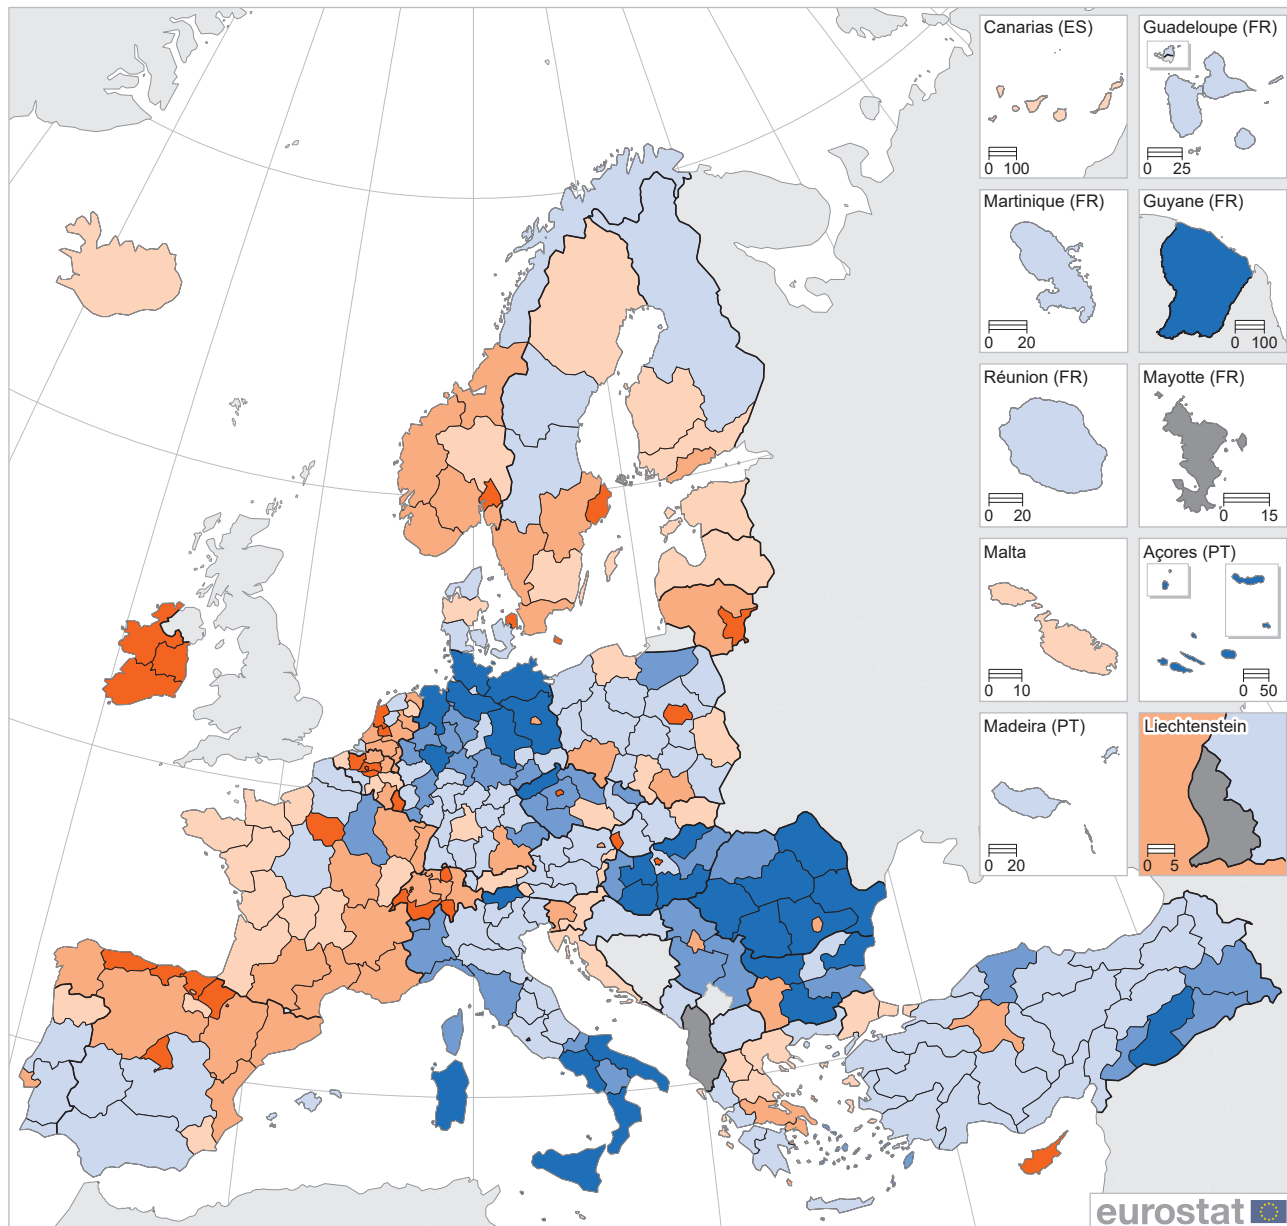 Canarias (ES)
0 100
Guadeloupe (FR)
0 25
Martinique (FR)
0 20
Guyane (FR)
0 100
Réunion (FR)
0 20
Mayotte (FR)
0 15
Malta
0 10
Açores (PT)
0 50
Madeira (PT)
0 20
Liechtenstein
0 5
eurostat